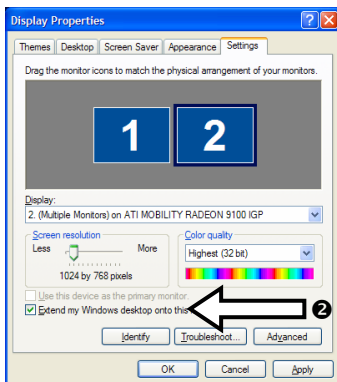 Display Properties
Themes Desktop Screen Saver Appearance Settings
Drag the monitor icons to match the physical arrangement of your monitors.
1 2
Display:
2. (Multiple Monitors) on ATI MOBILITY RADEON 9100 IGP
Screen resolution Color quality
Less More Highest (32 bit)
1024 by 768 pixels
Use this device as the primary monitor.
Extend my Windows desktop onto this
❷
Identify Troubleshoot... Advanced
OK Cancel Apply